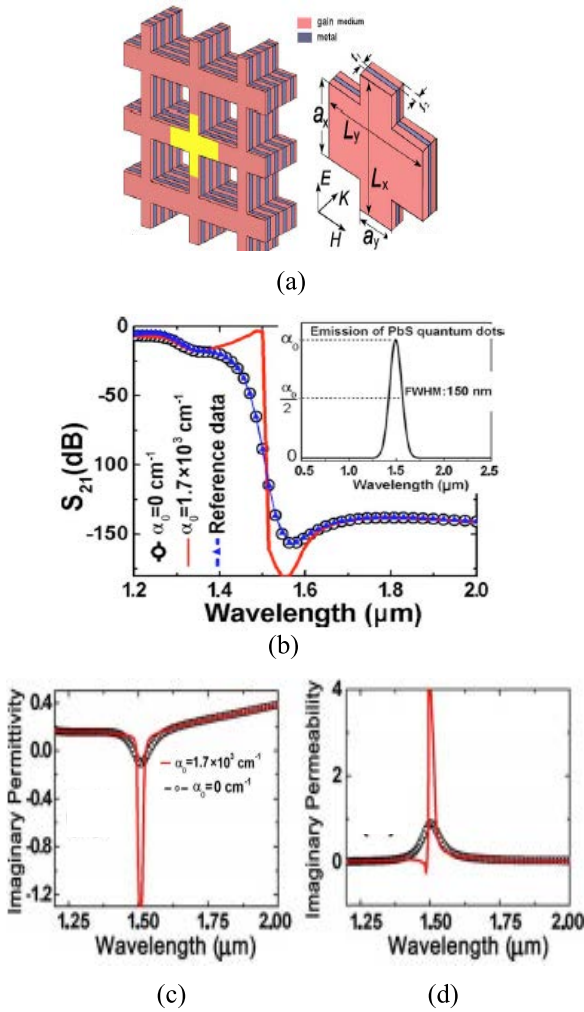 gain medium
metal
aₓ
L_y
Lₓ
E
K
H
a_y
(a)
S₂₁(dB)
0
-50
-100
-150
1.2
1.4
1.6
1.8
2.0
Wavelength (μm)
α₀=0 cm⁻¹
α₀=1.7×10³ cm⁻¹
Reference data
Emission of PbS quantum dots
α₀
α₀/2
0
FWHM:150 nm
0.5
1.0
1.5
2.0
2.5
Wavelength (μm)
(b)
Imaginary Permittivity
0.4
0.0
-0.4
-0.8
-1.2
α₀=1.7×10³ cm⁻¹
α₀=0 cm⁻¹
1.25
1.50
1.75
2.00
Wavelength (μm)
(c)
Imaginary Permeability
4
2
0
1.25
1.50
1.75
2.00
Wavelength (μm)
(d)